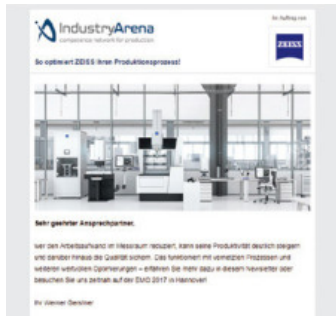 Im Auftrag von
IndustryArena
competence network for production
ZEISS
So optimiert ZEISS Ihren Produktionsprozess!
Sehr geehrter Ansprechpartner,
wer den Arbeitsaufwand im Messraum reduziert, kann seine Produktivität deutlich steigern
und darüber hinaus die Qualität sichern. Das funktioniert mit vernetzten Prozessen und
weiteren wertvollen Optimierungen – erfahren Sie mehr dazu in diesem Newsletter oder
besuchen Sie uns zeitnah auf der EMO 2017 in Hannover!
Ihr Werner